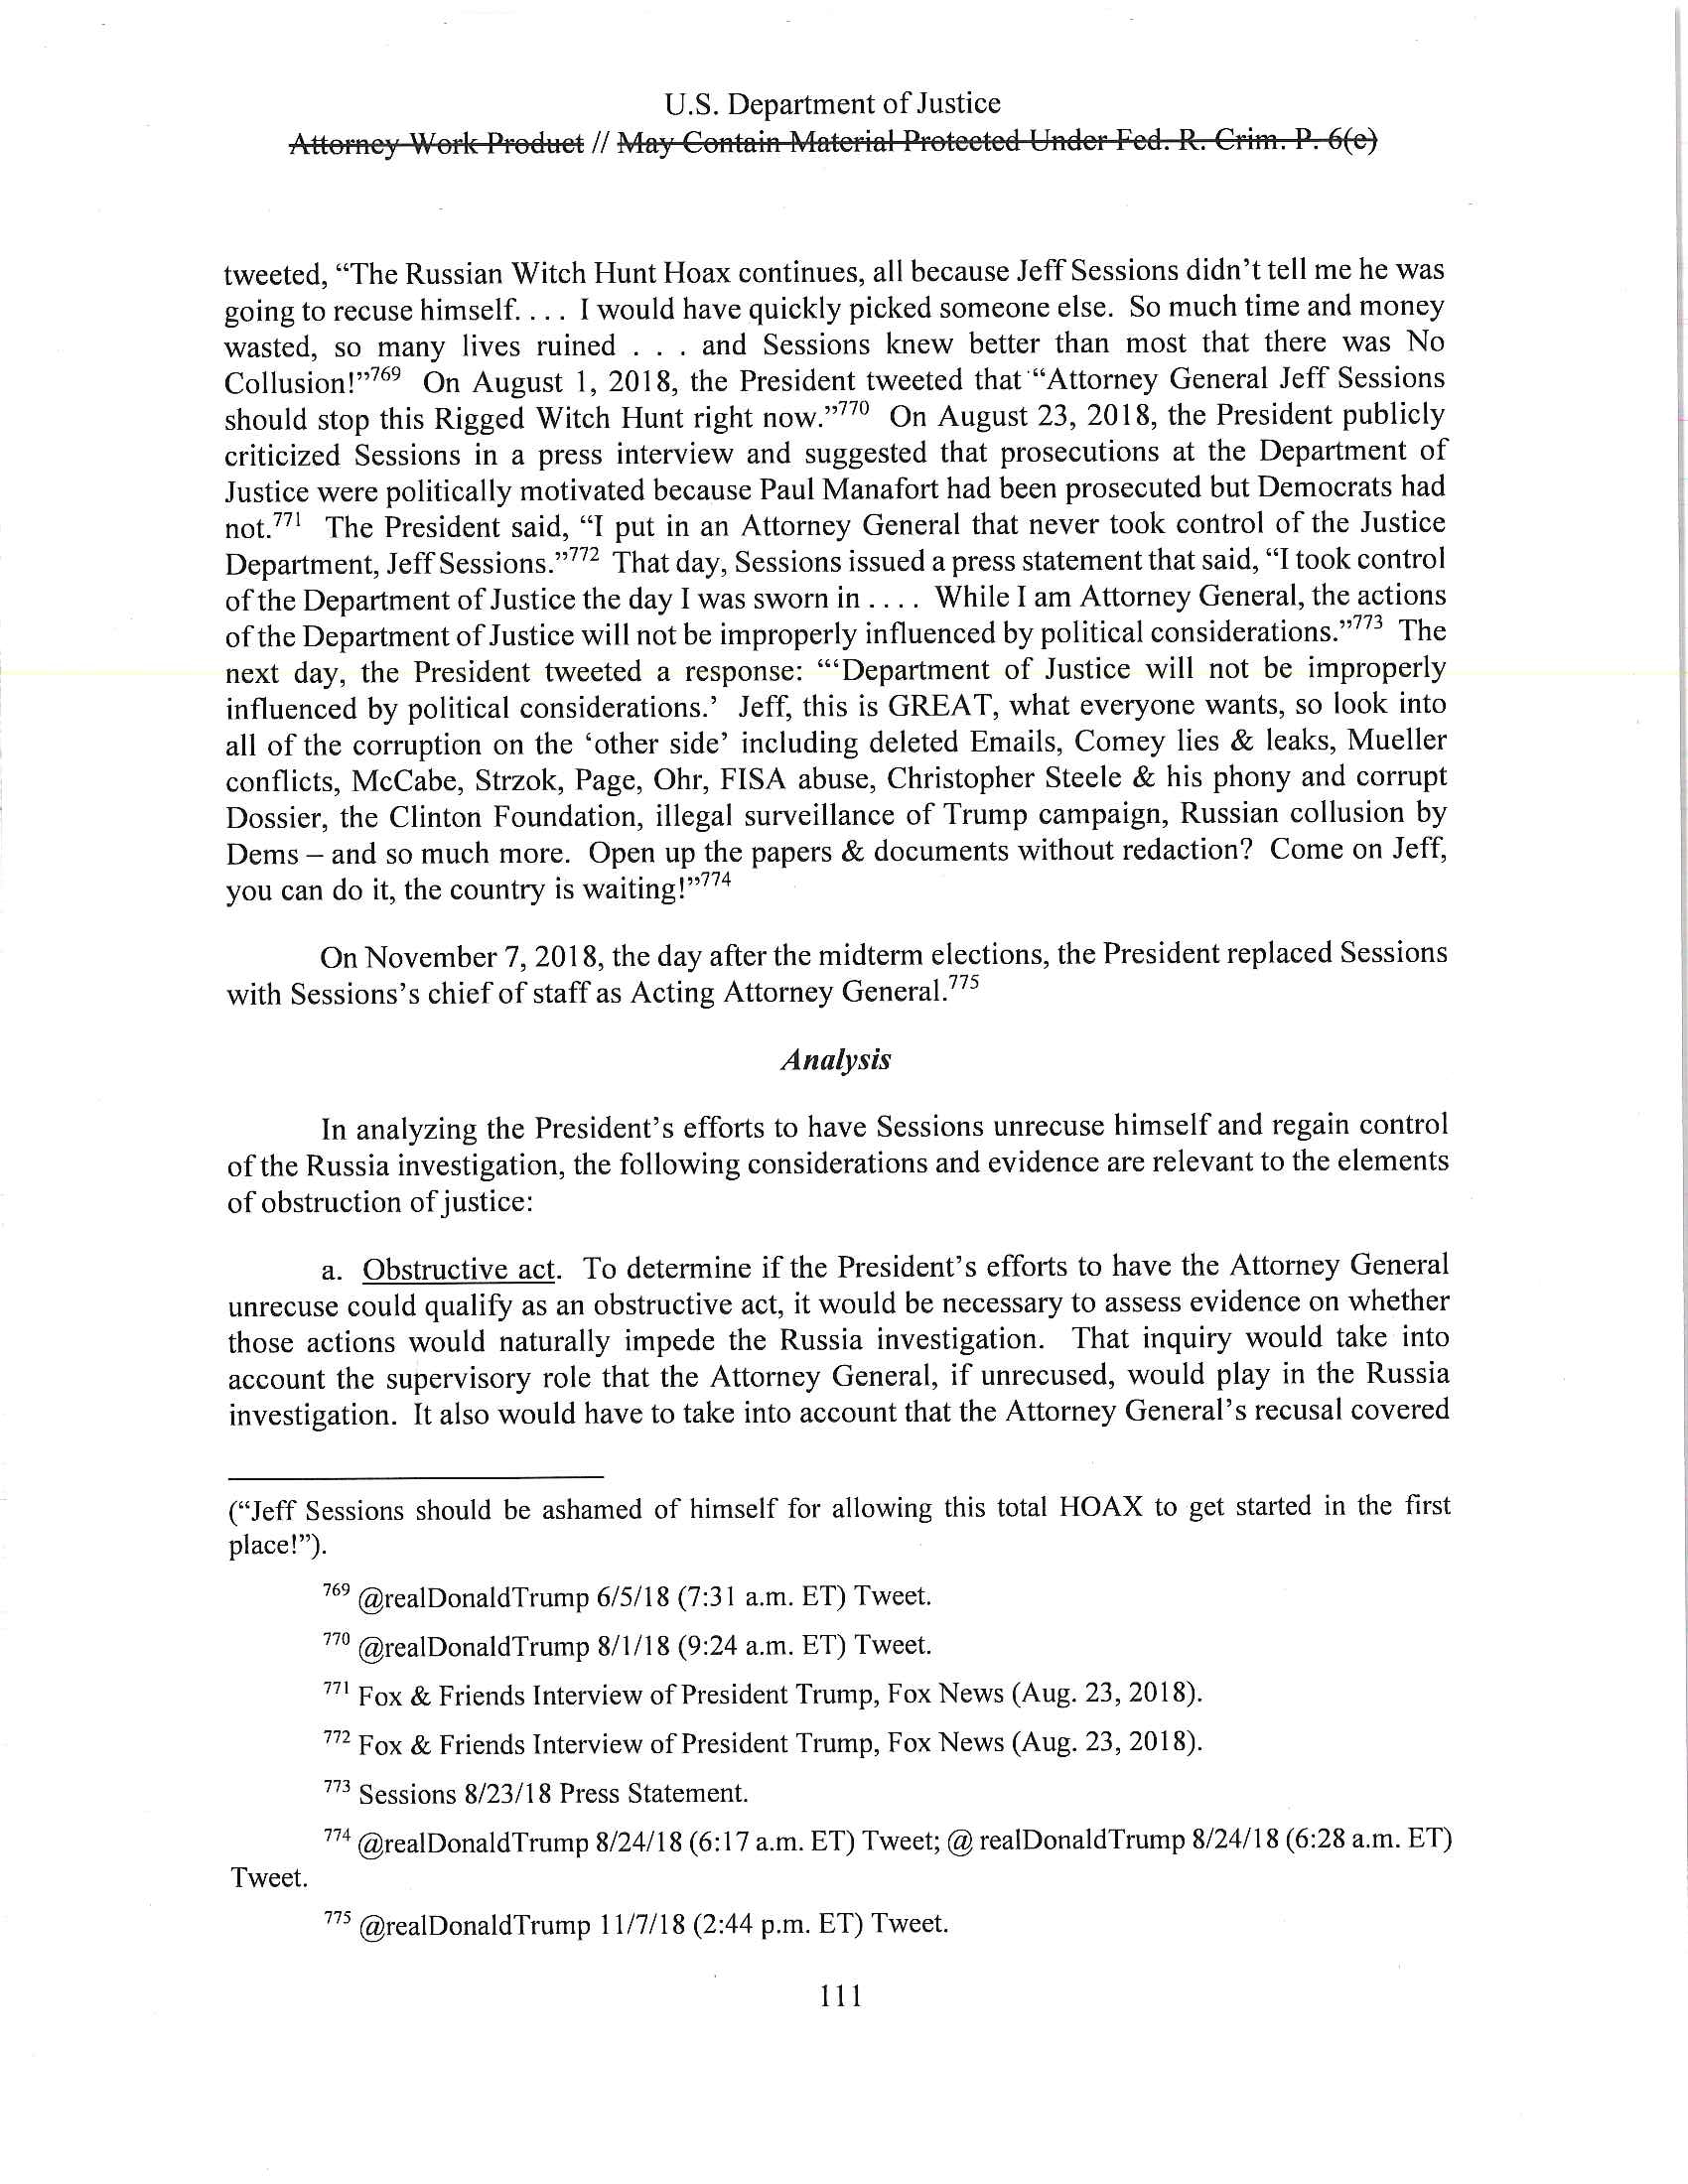 U.S. Department of Justice
Attorney Work Product // May Contain Material Protected Under Fed. R. Crim. P. 6(e)
tweeted, “The Russian Witch Hunt Hoax continues, all because Jeff Sessions didn’t tell me he was
going to recuse himself. . . . I would have quickly picked someone else. So much time and money
wasted, so many lives ruined . . . and Sessions knew better than most that there was No
Collusion!”769 On August 1, 2018, the President tweeted that “Attorney General Jeff Sessions
should stop this Rigged Witch Hunt right now.”770 On August 23, 2018, the President publicly
criticized Sessions in a press interview and suggested that prosecutions at the Department of
Justice were politically motivated because Paul Manafort had been prosecuted but Democrats had
not.771 The President said, “I put in an Attorney General that never took control of the Justice
Department, Jeff Sessions.”772 That day, Sessions issued a press statement that said, “I took control
of the Department of Justice the day I was sworn in . . . . While I am Attorney General, the actions
of the Department of Justice will not be improperly influenced by political considerations.”773 The
next day, the President tweeted a response: “‘Department of Justice will not be improperly
influenced by political considerations.’ Jeff, this is GREAT, what everyone wants, so look into
all of the corruption on the ‘other side’ including deleted Emails, Comey lies & leaks, Mueller
conflicts, McCabe, Strzok, Page, Ohr, FISA abuse, Christopher Steele & his phony and corrupt
Dossier, the Clinton Foundation, illegal surveillance of Trump campaign, Russian collusion by
Dems – and so much more. Open up the papers & documents without redaction? Come on Jeff,
you can do it, the country is waiting!”774
On November 7, 2018, the day after the midterm elections, the President replaced Sessions
with Sessions’s chief of staff as Acting Attorney General.775
Analysis
In analyzing the President’s efforts to have Sessions unrecuse himself and regain control
of the Russia investigation, the following considerations and evidence are relevant to the elements
of obstruction of justice:
a. Obstructive act. To determine if the President’s efforts to have the Attorney General
unrecuse could qualify as an obstructive act, it would be necessary to assess evidence on whether
those actions would naturally impede the Russia investigation. That inquiry would take into
account the supervisory role that the Attorney General, if unrecused, would play in the Russia
investigation. It also would have to take into account that the Attorney General’s recusal covered
(“Jeff Sessions should be ashamed of himself for allowing this total HOAX to get started in the first
place!”).
769 @realDonaldTrump 6/5/18 (7:31 a.m. ET) Tweet.
770 @realDonaldTrump 8/1/18 (9:24 a.m. ET) Tweet.
771 Fox & Friends Interview of President Trump, Fox News (Aug. 23, 2018).
772 Fox & Friends Interview of President Trump, Fox News (Aug. 23, 2018).
773 Sessions 8/23/18 Press Statement.
774 @realDonaldTrump 8/24/18 (6:17 a.m. ET) Tweet; @ realDonaldTrump 8/24/18 (6:28 a.m. ET)
Tweet.
775 @realDonaldTrump 11/7/18 (2:44 p.m. ET) Tweet.
111